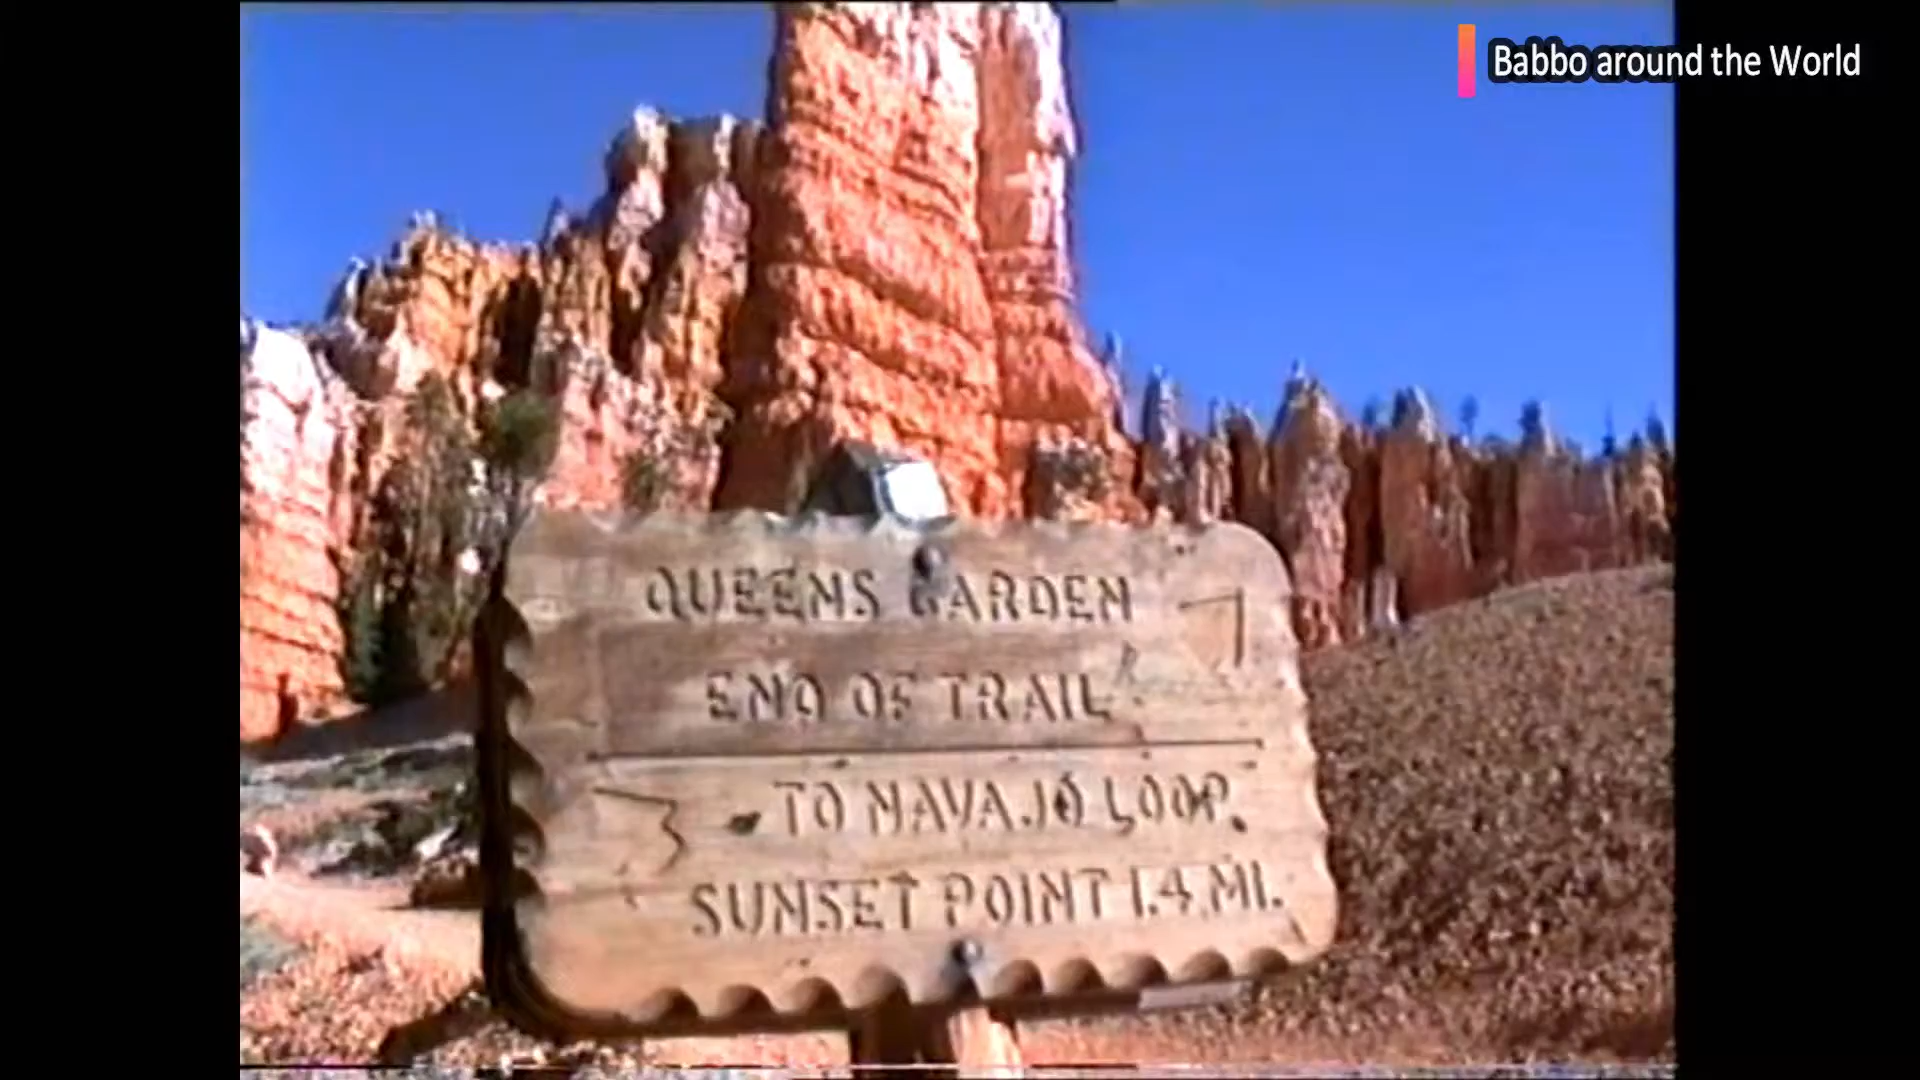 Babbo around the World
QUEENS GARDEN
END OF TRAIL
TO NAVAJO LOOP
SUNSET POINT 1.4 MI.